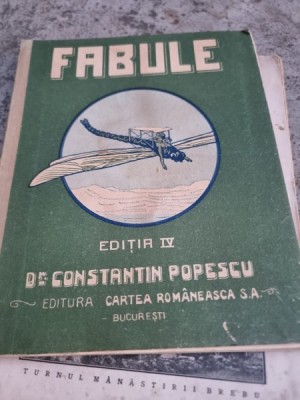 FABULE
EDIȚIA IV
DR. CONSTANTIN POPESCU
EDITURA CARTEA ROMÂNEASCA S.A.
- BUCUREȘTI
TURNUL MĂNĂSTIRII BREBU